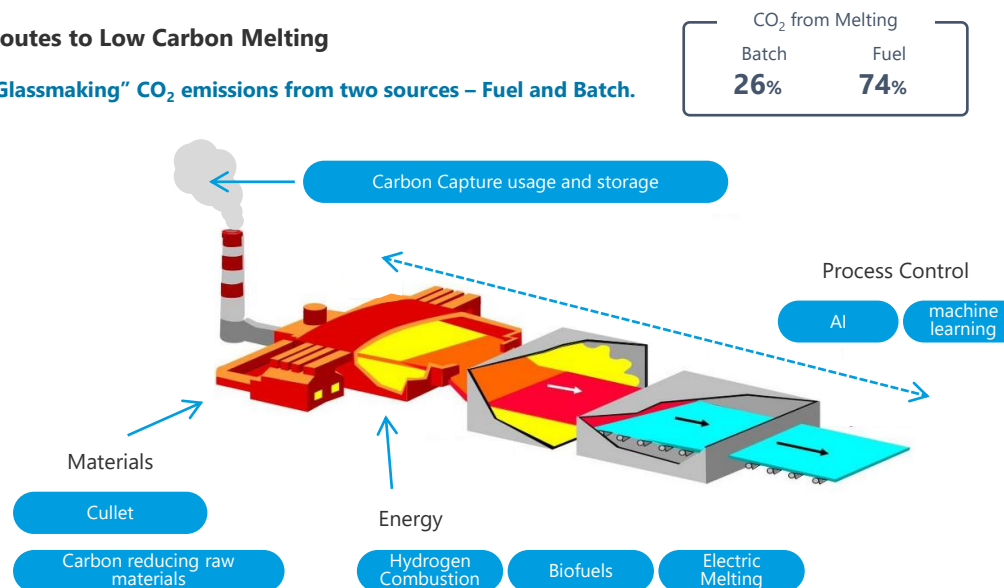 outes to Low Carbon Melting
Glassmaking” CO₂ emissions from two sources – Fuel and Batch.
CO₂ from Melting
Batch Fuel
26% 74%
Carbon Capture usage and storage
Process Control
AI
machine
learning
Materials
Cullet
Carbon reducing raw
materials
Energy
Hydrogen
Combustion
Biofuels
Electric
Melting